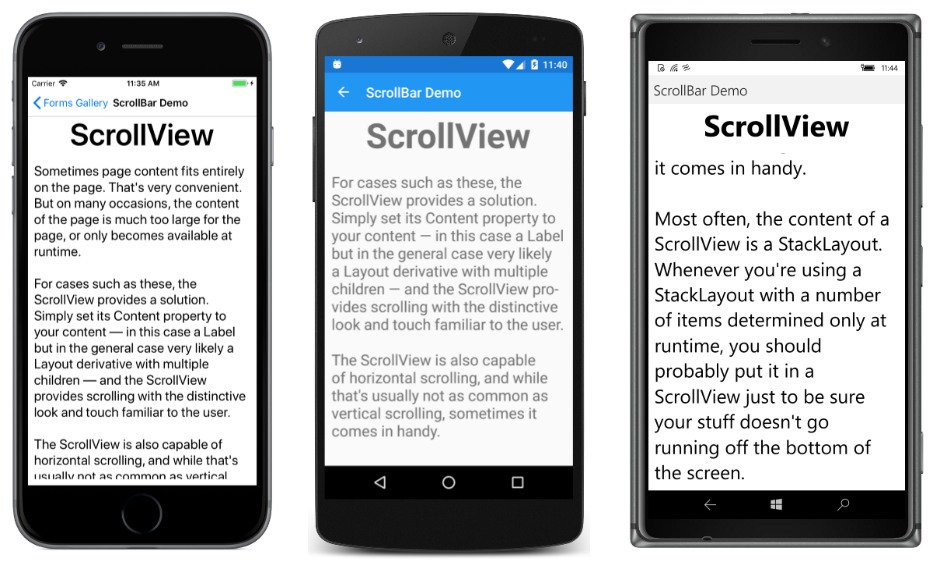 Carrier 11:35 AM
Forms Gallery ScrollBar Demo
ScrollView
Sometimes page content fits entirely
on the page. That's very convenient.
But on many occasions, the content
of the page is much too large for the
page, or only becomes available at
runtime.
For cases such as these, the
ScrollView provides a solution.
Simply set its Content property to
your content — in this case a Label
but in the general case very likely a
Layout derivative with multiple
children — and the ScrollView
provides scrolling with the distinctive
look and touch familiar to the user.
The ScrollView is also capable of
horizontal scrolling, and while that's
usually not as common as vertical
11:40
ScrollBar Demo
ScrollView
For cases such as these, the
ScrollView provides a solution.
Simply set its Content property to
your content — in this case a Label
but in the general case very likely
a Layout derivative with multiple
children — and the ScrollView pro-
vides scrolling with the distinctive
look and touch familiar to the user.
The ScrollView is also capable
of horizontal scrolling, and while
that's usually not as common as
vertical scrolling, sometimes it
comes in handy.
11:44
ScrollBar Demo
ScrollView
it comes in handy.
Most often, the content of a
ScrollView is a StackLayout.
Whenever you're using a
StackLayout with a number
of items determined only at
runtime, you should
probably put it in a
ScrollView just to be sure
your stuff doesn't go
running off the bottom of
the screen.